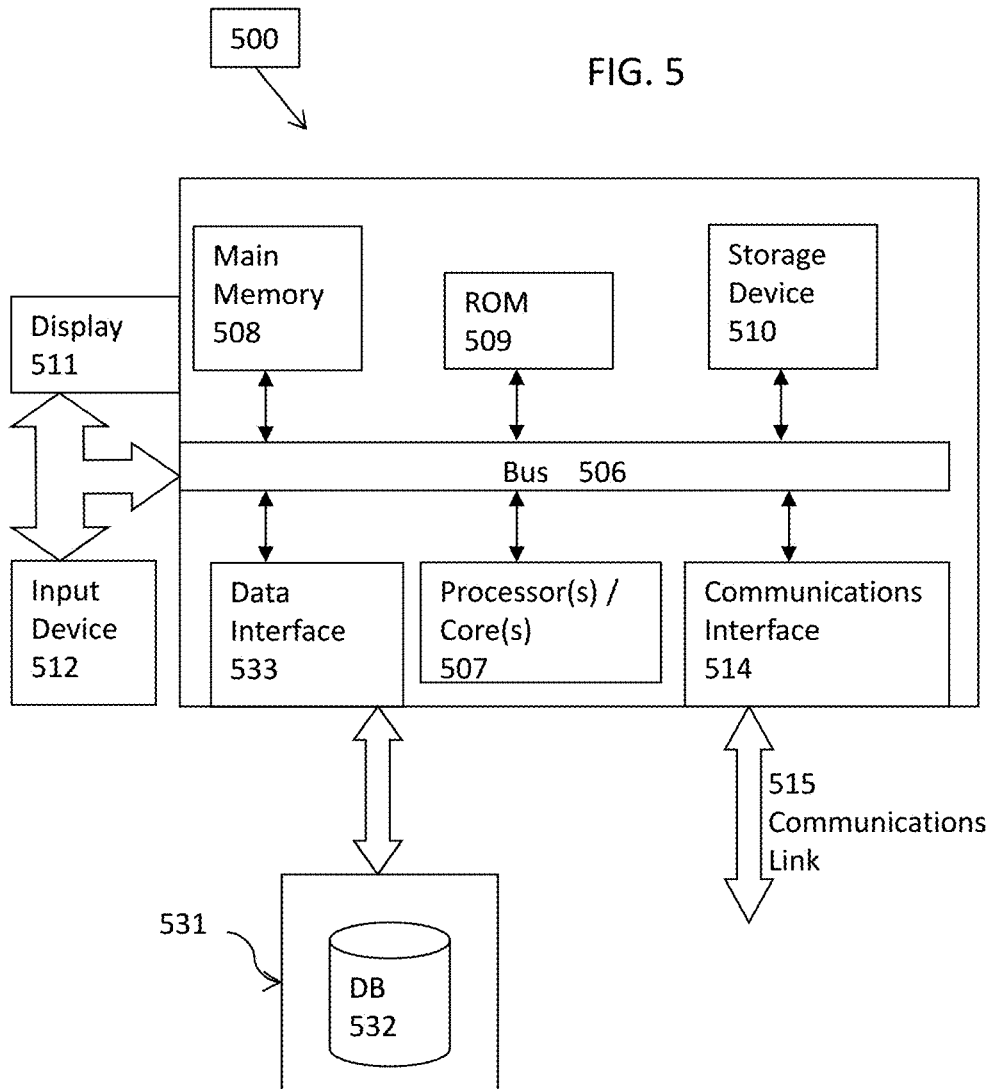 500
FIG. 5
Main
Memory
508
ROM
509
Storage
Device
510
Display
511
Bus 506
Input
Device
512
Data
Interface
533
Processor(s) /
Core(s)
507
Communications
Interface
514
515
Communications
Link
531
DB
532